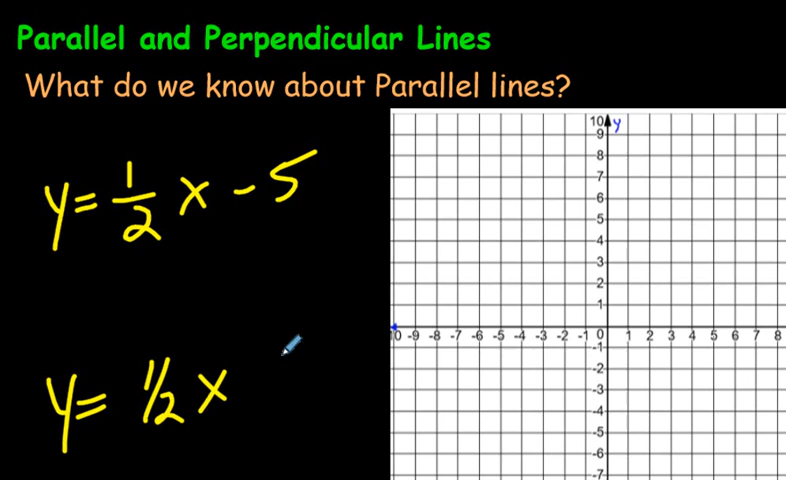 Parallel and Perpendicular Lines
What do we know about Parallel lines?
y = 1/2 x - 5
y = 1/2 x
y
10
9
8
7
6
5
4
3
2
1
10 -9 -8 -7 -6 -5 -4 -3 -2 -1 0 1 2 3 4 5 6 7 8
-1
-2
-3
-4
-5
-6
-7